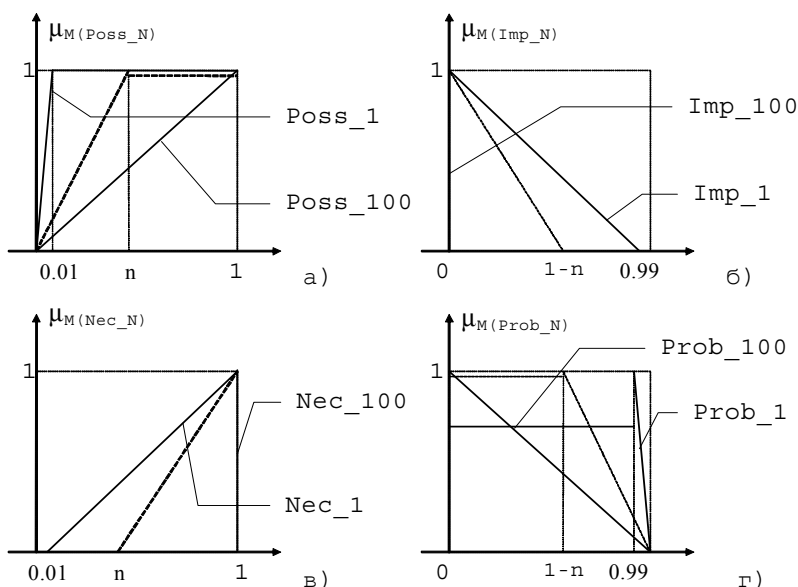 μM(Poss_N)
1
Poss_1
Poss_100
0.01
n
1
а)
μM(Imp_N)
1
Imp_100
Imp_1
0
1-n
0.99
б)
μM(Nec_N)
1
Nec_100
Nec_1
0.01
n
1
в)
μM(Prob_N)
1
Prob_100
Prob_1
0
1-n
0.99
г)